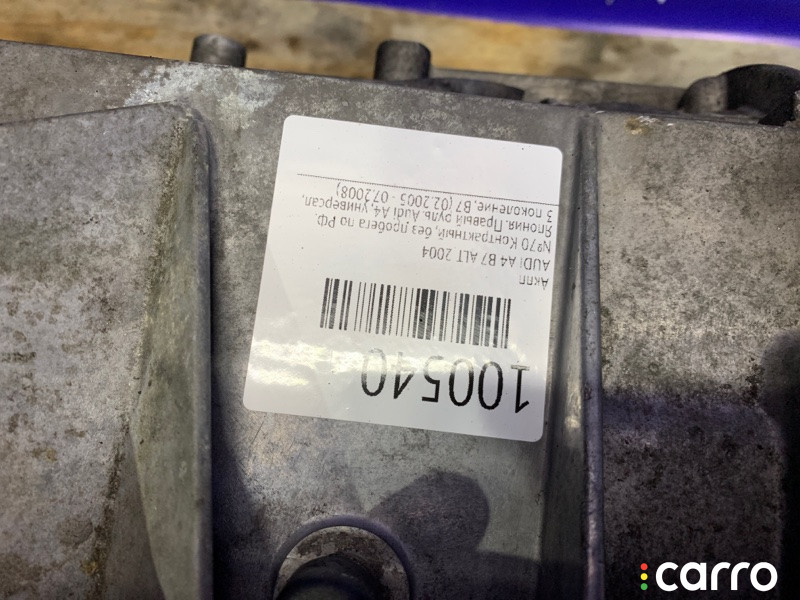 100540
Акпп
AUDI A4 B7 ALT 2004
№70 Контрактный, без пробега по РФ.
Япония. Правый руль. Audi A4, универсал,
3 поколение, B7 (02.2005 - 07.2008)
carro